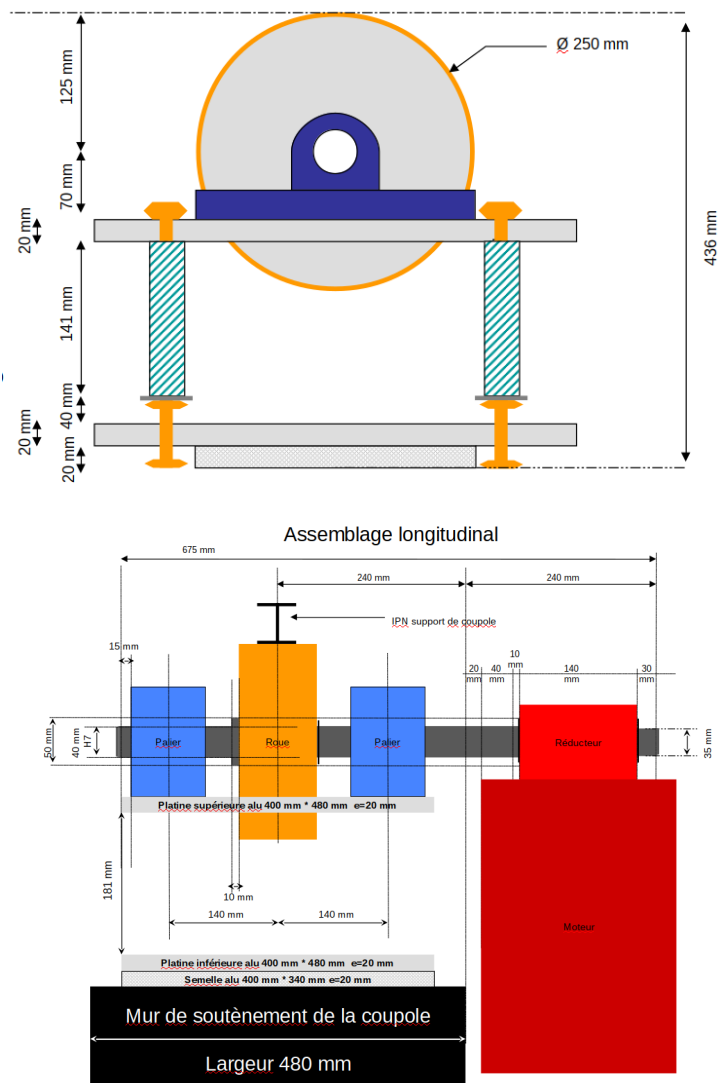 Ø 250 mm
125 mm
70 mm
20 mm
141 mm
436 mm
40 mm
20 mm
20 mm
Assemblage longitudinal
675 mm
240 mm
240 mm
IPN support de coupole
15 mm
10
mm
20
mm
40
mm
140
mm
30
mm
50 mm
40 mm
H7
Palier
Roue
Palier
Réducteur
35 mm
Platine supérieure alu 400 mm * 480 mm e=20 mm
181 mm
10 mm
140 mm
140 mm
Moteur
Platine inférieure alu 400 mm * 480 mm e=20 mm
Semelle alu 400 mm * 340 mm e=20 mm
Mur de soutènement de la coupole
Largeur 480 mm